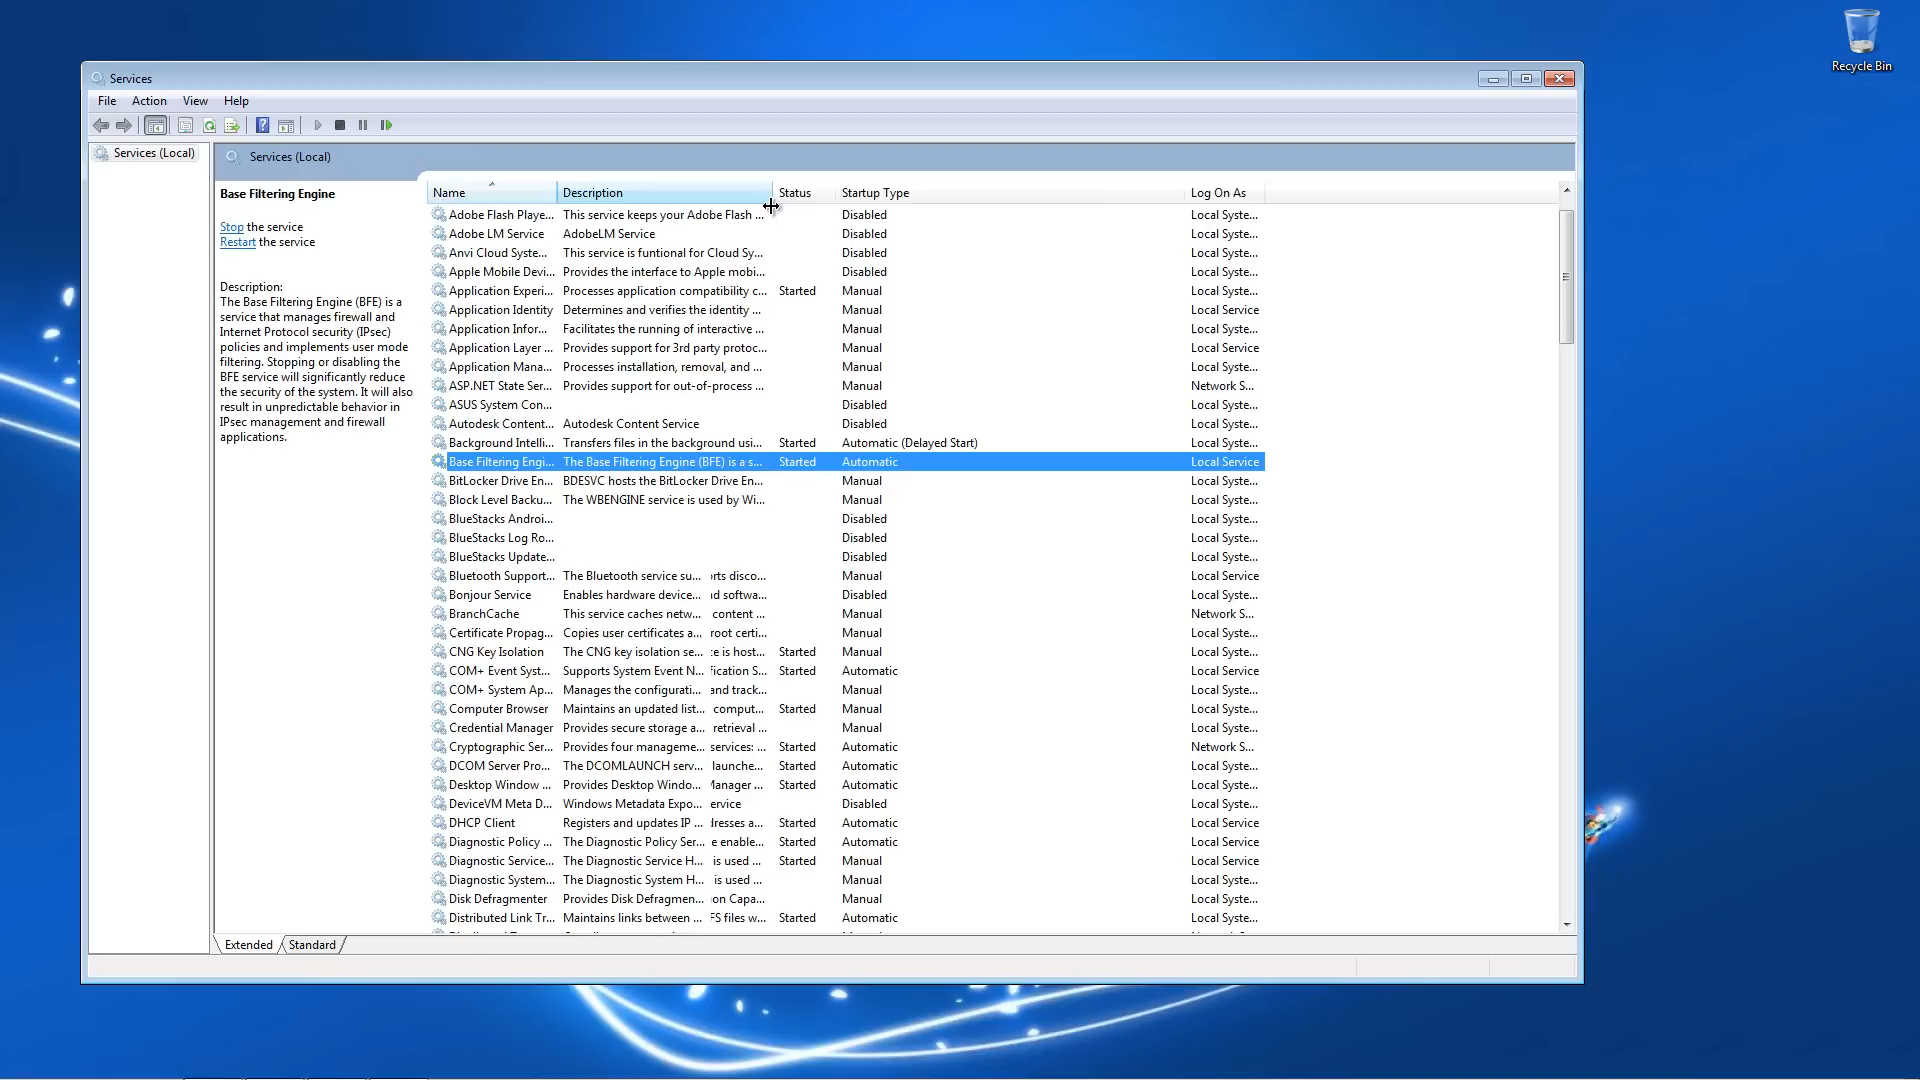 Recycle Bin
Services
File Action View Help
Services (Local)
Services (Local)
Base Filtering Engine
Stop the service
Restart the service
Description:
The Base Filtering Engine (BFE) is a
service that manages firewall and
Internet Protocol security (IPsec)
policies and implements user mode
filtering. Stopping or disabling the
BFE service will significantly reduce
the security of the system. It will also
result in unpredictable behavior in
IPsec management and firewall
applications.
Name Description Status Startup Type Log On As
Adobe Flash Playe... This service keeps your Adobe Flash ... Disabled Local Syste...
Adobe LM Service AdobeLM Service Disabled Local Syste...
Anvi Cloud Syste... This service is funtional for Cloud Sy... Disabled Local Syste...
Apple Mobile Devi... Provides the interface to Apple mobi... Disabled Local Syste...
Application Experi... Processes application compatibility c... Started Manual Local Syste...
Application Identity Determines and verifies the identity ... Manual Local Service
Application Infor... Facilitates the running of interactive ... Manual Local Syste...
Application Layer ... Provides support for 3rd party protoc... Manual Local Service
Application Mana... Processes installation, removal, and ... Manual Local Syste...
ASP.NET State Ser... Provides support for out-of-process ... Manual Network S...
ASUS System Con... Disabled Local Syste...
Autodesk Content... Autodesk Content Service Disabled Local Syste...
Background Intelli... Transfers files in the background usi... Started Automatic (Delayed Start) Local Syste...
Base Filtering Engi... The Base Filtering Engine (BFE) is a s... Started Automatic Local Service
BitLocker Drive En... BDESVC hosts the BitLocker Drive En... Manual Local Syste...
Block Level Backu... The WBENGINE service is used by Wi... Manual Local Syste...
BlueStacks Androi... Disabled Local Syste...
BlueStacks Log Ro... Disabled Local Syste...
BlueStacks Update... Disabled Local Syste...
Bluetooth Support... The Bluetooth service su... rts disco... Manual Local Service
Bonjour Service Enables hardware device... d softwa... Disabled Local Syste...
BranchCache This service caches netw... content ... Manual Network S...
Certificate Propag... Copies user certificates a... root certi... Manual Local Syste...
CNG Key Isolation The CNG key isolation se... e is host... Started Manual Local Syste...
COM+ Event Syst... Supports System Event N... fication S... Started Automatic Local Service
COM+ System Ap... Manages the configurati... and track... Manual Local Syste...
Computer Browser Maintains an updated list... comput... Started Manual Local Syste...
Credential Manager Provides secure storage a... retrieval ... Manual Local Syste...
Cryptographic Ser... Provides four manageme... services: ... Started Automatic Network S...
DCOM Server Pro... The DCOMLAUNCH serv... launche... Started Automatic Local Syste...
Desktop Window ... Provides Desktop Windo... Manager ... Started Automatic Local Syste...
DeviceVM Meta D... Windows Metadata Expo... ervice Disabled Local Syste...
DHCP Client Registers and updates IP ... dresses a... Started Automatic Local Service
Diagnostic Policy ... The Diagnostic Policy Ser... e enable... Started Automatic Local Service
Diagnostic Service... The Diagnostic Service H... is used ... Started Manual Local Service
Diagnostic System... The Diagnostic System H... is used ... Manual Local Syste...
Disk Defragmenter Provides Disk Defragmen... on Capa... Manual Local Syste...
Distributed Link Tr... Maintains links between ... FS files w... Started Automatic Local Syste...
Extended Standard